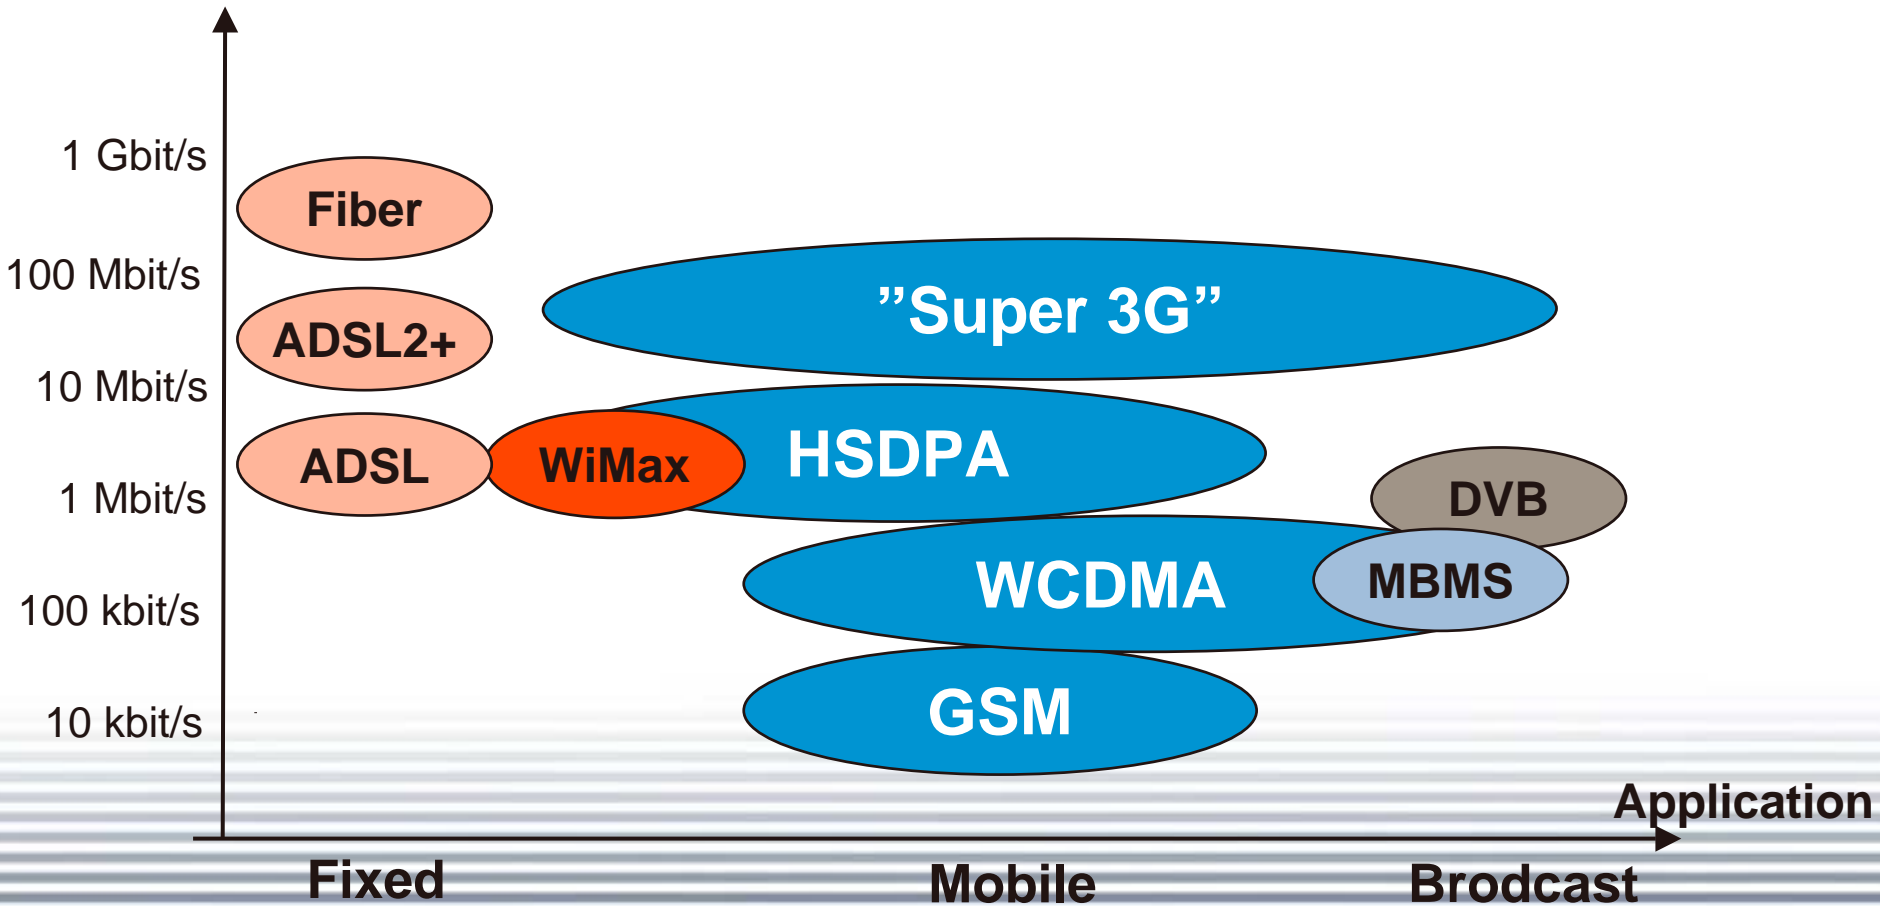 1 Gbit/s
Fiber
100 Mbit/s
”Super 3G”
ADSL2+
10 Mbit/s
HSDPA
ADSL
WiMax
1 Mbit/s
DVB
WCDMA
MBMS
100 kbit/s
GSM
10 kbit/s
Application
Fixed
Mobile
Brodcast